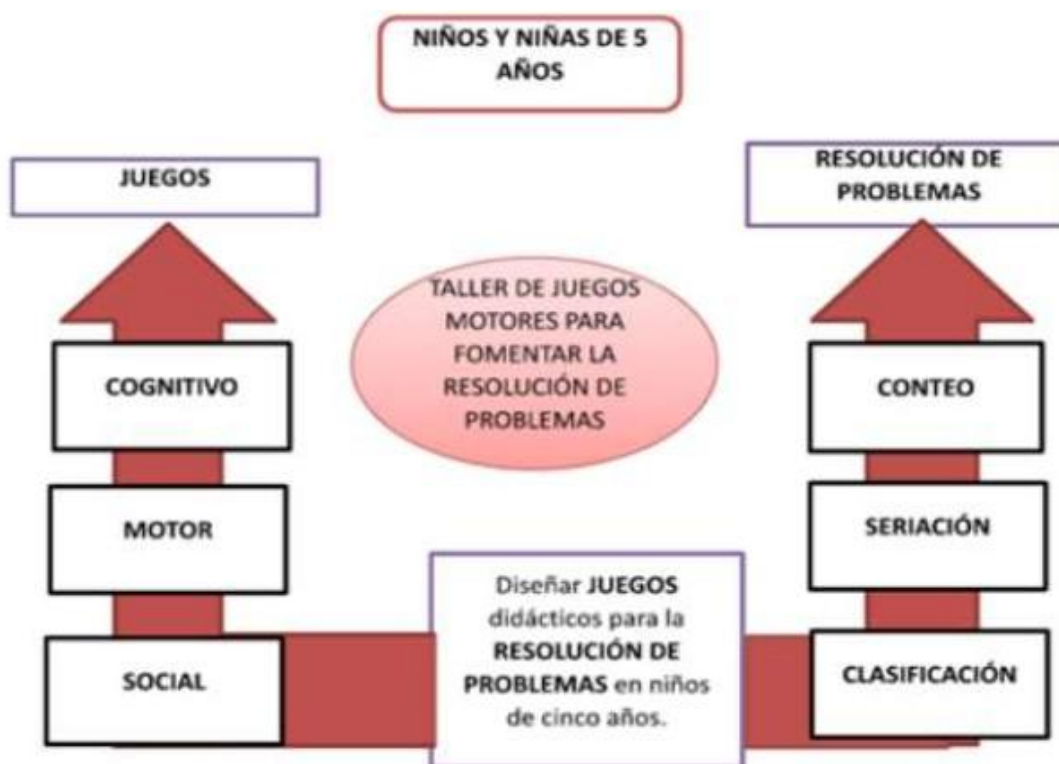 NIÑOS Y NIÑAS DE 5
AÑOS
JUEGOS
RESOLUCIÓN DE
PROBLEMAS
TALLER DE JUEGOS
MOTORES PARA
FOMENTAR LA
RESOLUCIÓN DE
PROBLEMAS
COGNITIVO
CONTEO
MOTOR
SERIACIÓN
Diseñar JUEGOS
didácticos para la
RESOLUCIÓN DE
PROBLEMAS en niños
de cinco años.
SOCIAL
CLASIFICACIÓN